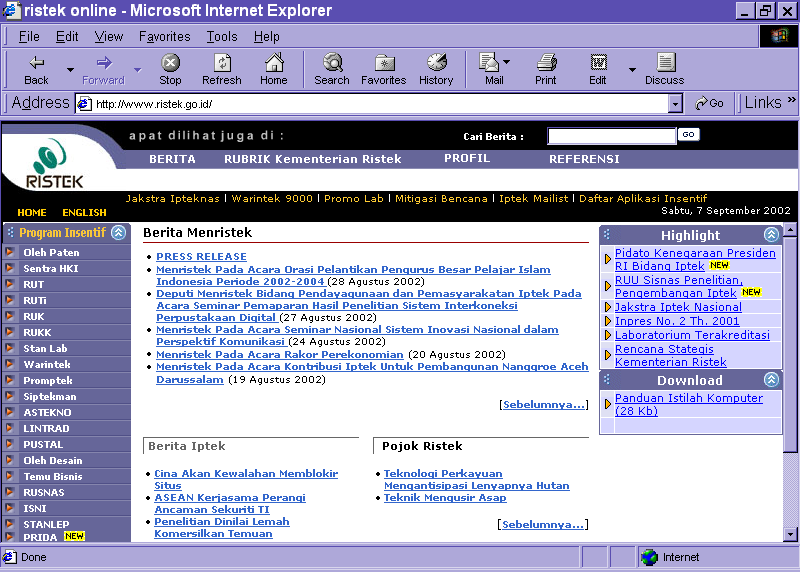 ristek online - Microsoft Internet Explorer
File Edit View Favorites Tools Help
Back Forward Stop Refresh Home Search Favorites History Mail Print Edit Discuss
Address http://www.ristek.go.id/ Go Links »
apat dilihat juga di :
Cari Berita : GO
BERITA RUBRIK Kementerian Ristek PROFIL REFERENSI
RISTEK
Jakstra Ipteknas | Warintek 9000 | Promo Lab | Mitigasi Bencana | Iptek Mailist | Daftar Aplikasi Insentif
HOME ENGLISH
Sabtu, 7 September 2002
Program Insentif
Oleh Paten
Sentra HKI
RUT
RUTi
RUK
RUKK
Stan Lab
Warintek
Promptek
Siptekman
ASTEKNO
LINTRAD
PUSTAL
Oleh Desain
Temu Bisnis
RUSNAS
ISNI
STANLEP
PRIDA NEW
Berita Menristek
PRESS RELEASE
Menristek Pada Acara Orasi Pelantikan Pengurus Besar Pelajar Islam
Indonesia Periode 2002-2004 (28 Agustus 2002)
Deputi Menristek Bidang Pendayagunaan dan Pemasyarakatan Iptek Pada
Acara Seminar Pemaparan Hasil Penelitian Sistem Interkoneksi
Perpustakaan Digital (27 Agustus 2002)
Menristek Pada Acara Seminar Nasional Sistem Inovasi Nasional dalam
Perspektif Komunikasi (24 Agustus 2002)
Menristek Pada Acara Rakor Perekonomian (20 Agustus 2002)
Menristek Pada Acara Kontribusi Iptek Untuk Pembangunan Nanggroe Aceh
Darussalam (19 Agustus 2002)
[Sebelumnya...]
Berita Iptek
Cina Akan Kewalahan Memblokir
Situs
ASEAN Kerjasama Perangi
Ancaman Sekuriti TI
Penelitian Dinilai Lemah
Komersilkan Temuan
Pojok Ristek
Teknologi Perkayuan
Mengantisipasi Lenyapnya Hutan
Teknik Mengusir Asap
[Sebelumnya...]
Highlight
Pidato Kenegaraan Presiden
RI Bidang Iptek NEW
RUU Sisnas Penelitian,
Pengembangan Iptek NEW
Jakstra Iptek Nasional
Inpres No. 2 Th. 2001
Laboratorium Terakreditasi
Rencana Stategis
Kementerian Ristek
Download
Panduan Istilah Komputer
(28 Kb)
Done
Internet